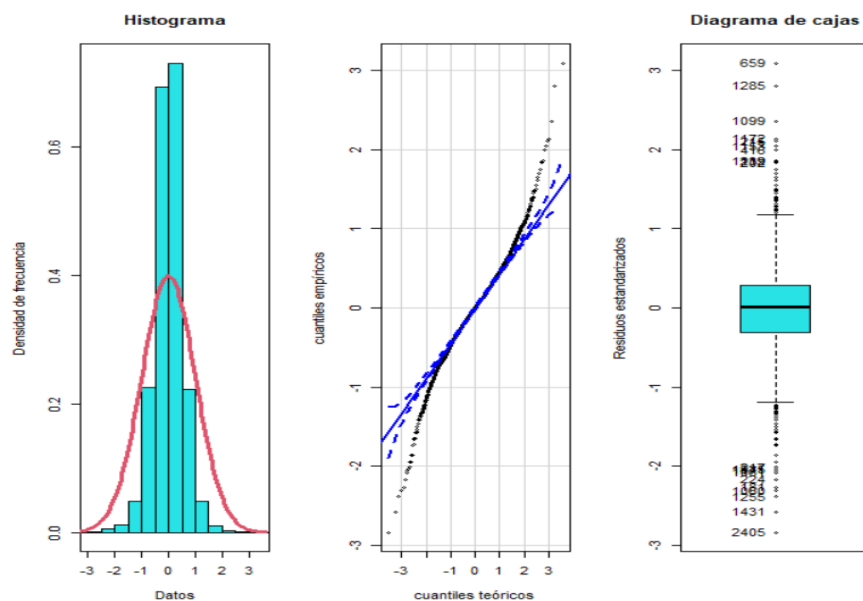 Histograma
Densidad de frecuencia
0.0 0.2 0.4 0.6
-3 -2 -1 0 1 2 3
Datos
cuantiles empíricos
-3 -2 -1 0 1 2 3
-3 -1 0 1 2 3
cuantiles teóricos
Diagrama de cajas
Residuos estandarizados
-3 -2 -1 0 1 2 3
659
1285
1099
224
1255
1431
2405